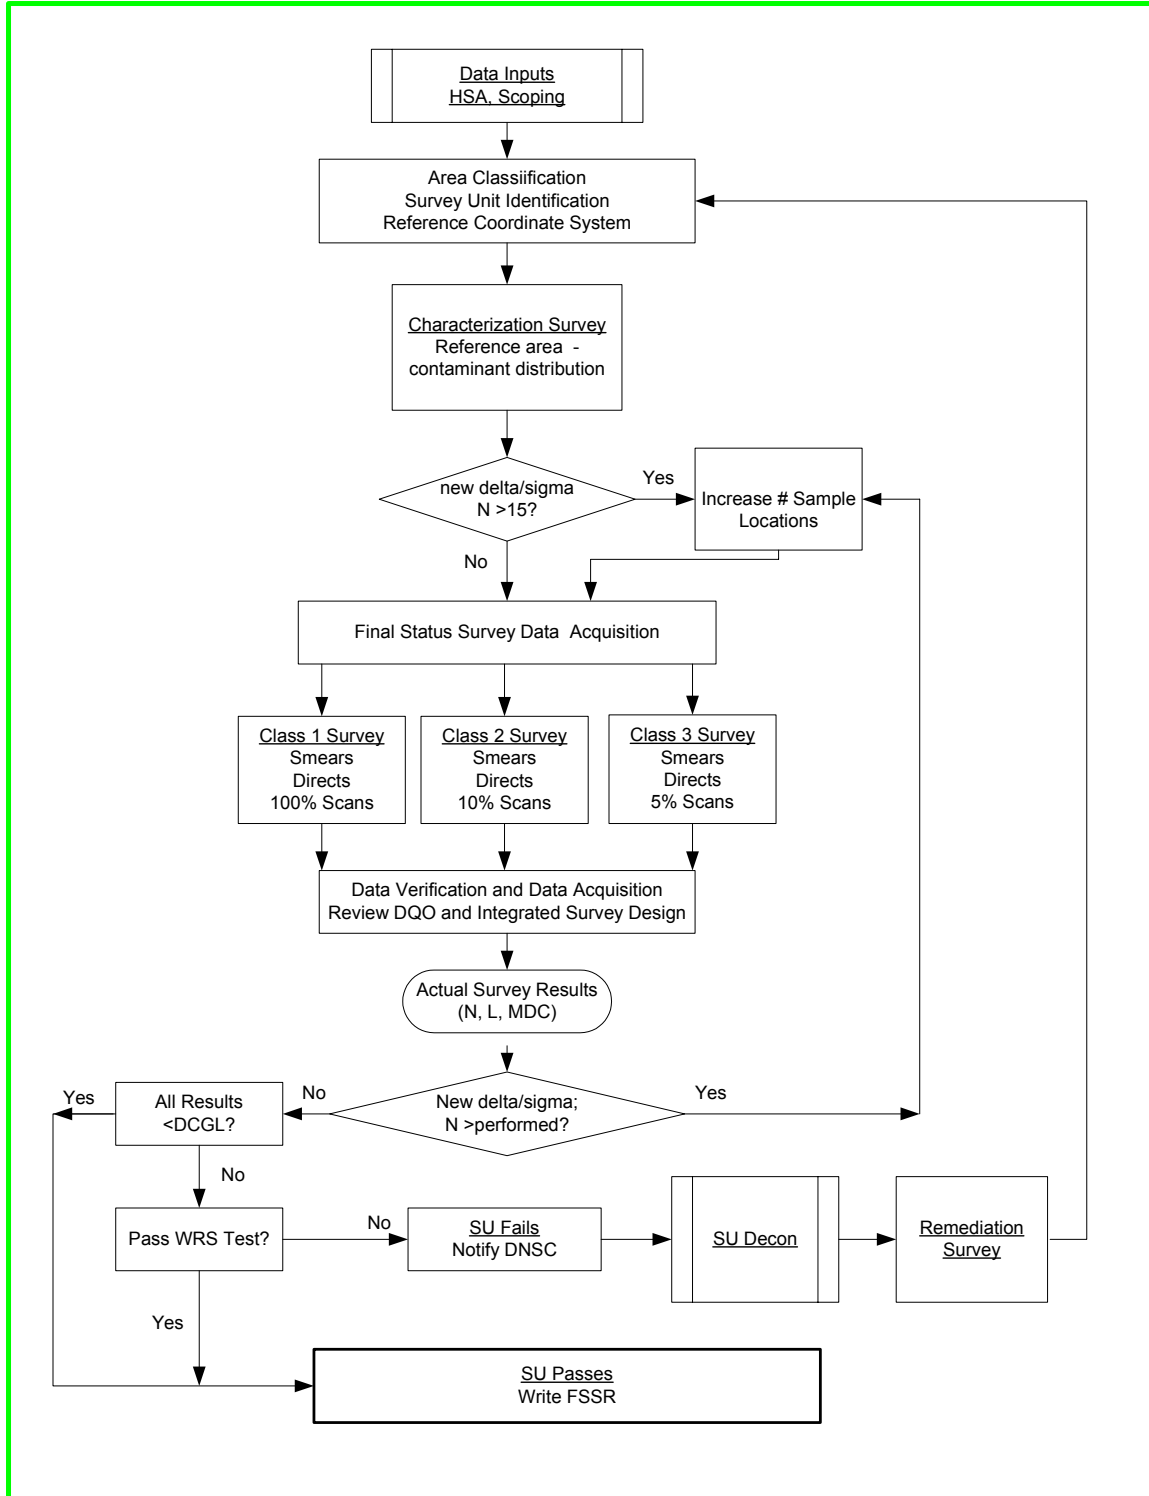 Data Inputs
HSA, Scoping
Area Classiification
Survey Unit Identification
Reference Coordinate System
Characterization Survey
Reference area -
contaminant distribution
new delta/sigma
N >15?
Yes
Increase # Sample
Locations
No
Final Status Survey Data Acquisition
Class 1 Survey
Smears
Directs
100% Scans
Class 2 Survey
Smears
Directs
10% Scans
Class 3 Survey
Smears
Directs
5% Scans
Data Verification and Data Acquisition
Review DQO and Integrated Survey Design
Actual Survey Results
(N, L, MDC)
New delta/sigma;
N >performed?
Yes
No
All Results
<DCGL?
Yes
No
Pass WRS Test?
No
SU Fails
Notify DNSC
SU Decon
Remediation
Survey
Yes
SU Passes
Write FSSR